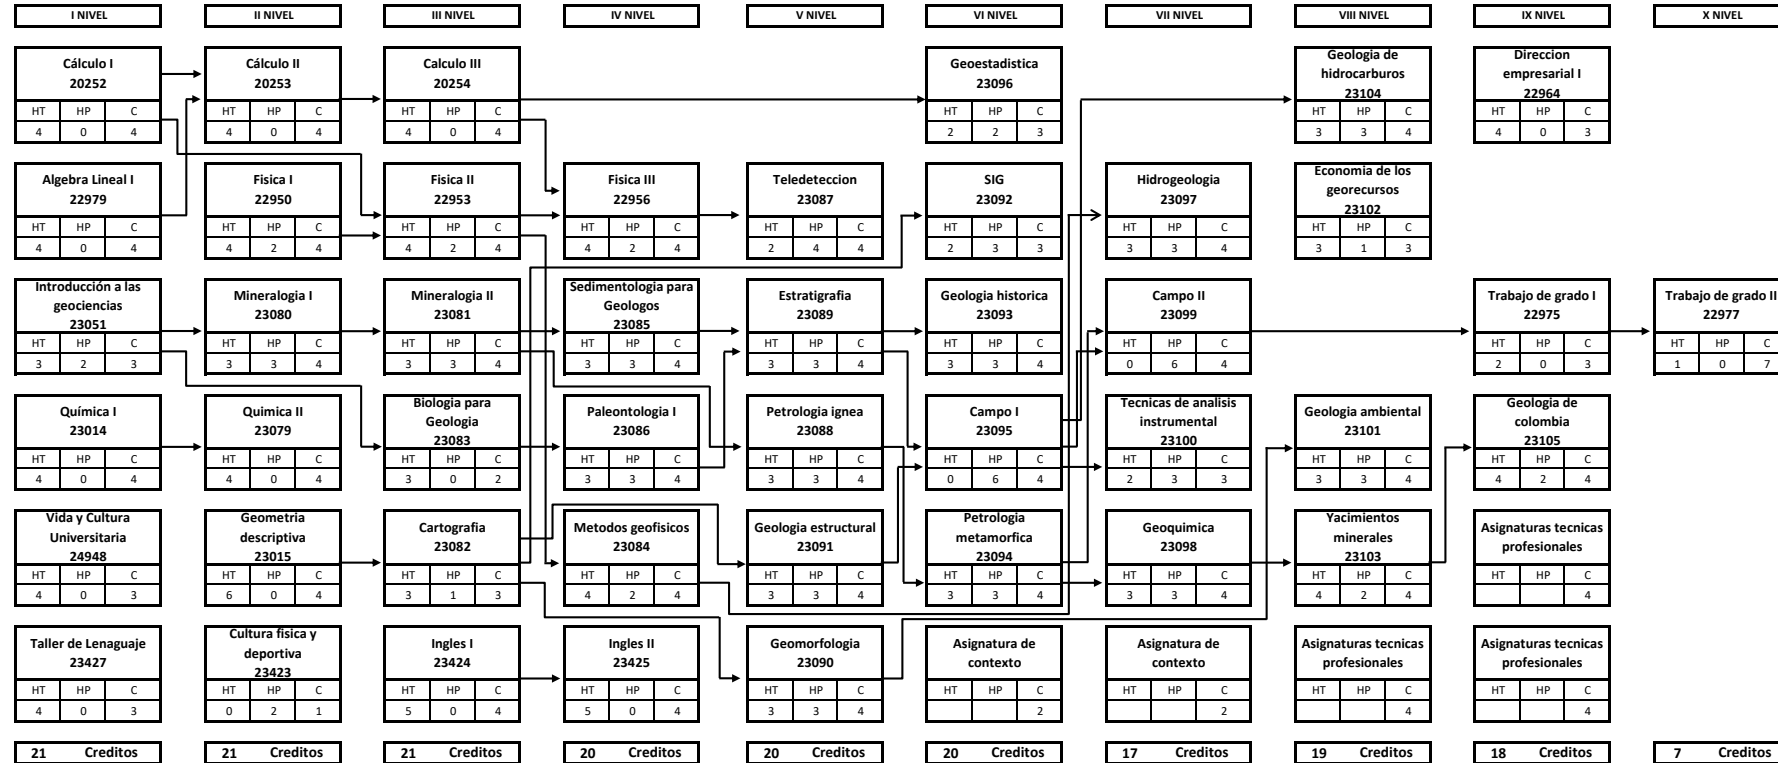 I NIVEL
II NIVEL
III NIVEL
IV NIVEL
V NIVEL
VI NIVEL
VII NIVEL
VIII NIVEL
IX NIVEL
X NIVEL
Cálculo I
20252
HT HP C
4 0 4
Cálculo II
20253
HT HP C
4 0 4
Calculo III
20254
HT HP C
4 0 4
Geoestadistica
23096
HT HP C
2 2 3
Geologia de
hidrocarburos
23104
HT HP C
3 3 4
Direccion
empresarial I
22964
HT HP C
4 0 3
Algebra Lineal I
22979
HT HP C
4 0 4
Fisica I
22950
HT HP C
4 2 4
Fisica II
22953
HT HP C
4 2 4
Fisica III
22956
HT HP C
4 2 4
Teledeteccion
23087
HT HP C
2 4 4
SIG
23092
HT HP C
2 3 3
Hidrogeologia
23097
HT HP C
3 3 4
Economia de los
georecursos
23102
HT HP C
3 1 3
Introducción a las
geociencias
23051
HT HP C
3 2 3
Mineralogia I
23080
HT HP C
3 3 4
Mineralogia II
23081
HT HP C
3 3 4
Sedimentologia para
Geologos
23085
HT HP C
3 3 4
Estratigrafia
23089
HT HP C
3 3 4
Geologia historica
23093
HT HP C
3 3 4
Campo II
23099
HT HP C
0 6 4
Trabajo de grado I
22975
HT HP C
2 0 3
Trabajo de grado II
22977
HT HP C
1 0 7
Química I
23014
HT HP C
4 0 4
Quimica II
23079
HT HP C
4 0 4
Biologia para
Geologia
23083
HT HP C
3 0 2
Paleontologia I
23086
HT HP C
3 3 4
Petrologia ignea
23088
HT HP C
3 3 4
Campo I
23095
HT HP C
0 6 4
Tecnicas de analisis
instrumental
23100
HT HP C
2 3 3
Geologia ambiental
23101
HT HP C
3 3 4
Geologia de
colombia
23105
HT HP C
4 2 4
Vida y Cultura
Universitaria
24948
HT HP C
4 0 3
Geometria
descriptiva
23015
HT HP C
6 0 4
Cartografia
23082
HT HP C
3 1 3
Metodos geofisicos
23084
HT HP C
4 2 4
Geologia estructural
23091
HT HP C
3 3 4
Petrologia
metamorfica
23094
HT HP C
3 3 4
Geoquimica
23098
HT HP C
3 3 4
Yacimientos
minerales
23103
HT HP C
4 2 4
Asignaturas tecnicas
profesionales
HT HP C
4
Taller de Lenaguaje
23427
HT HP C
4 0 3
Cultura fisica y
deportiva
23423
HT HP C
0 2 1
Ingles I
23424
HT HP C
5 0 4
Ingles II
23425
HT HP C
5 0 4
Geomorfologia
23090
HT HP C
3 3 4
Asignatura de
contexto
HT HP C
2
Asignatura de
contexto
HT HP C
2
Asignaturas tecnicas
profesionales
HT HP C
4
Asignaturas tecnicas
profesionales
HT HP C
4
21 Creditos
21 Creditos
21 Creditos
20 Creditos
20 Creditos
20 Creditos
17 Creditos
19 Creditos
18 Creditos
7 Creditos